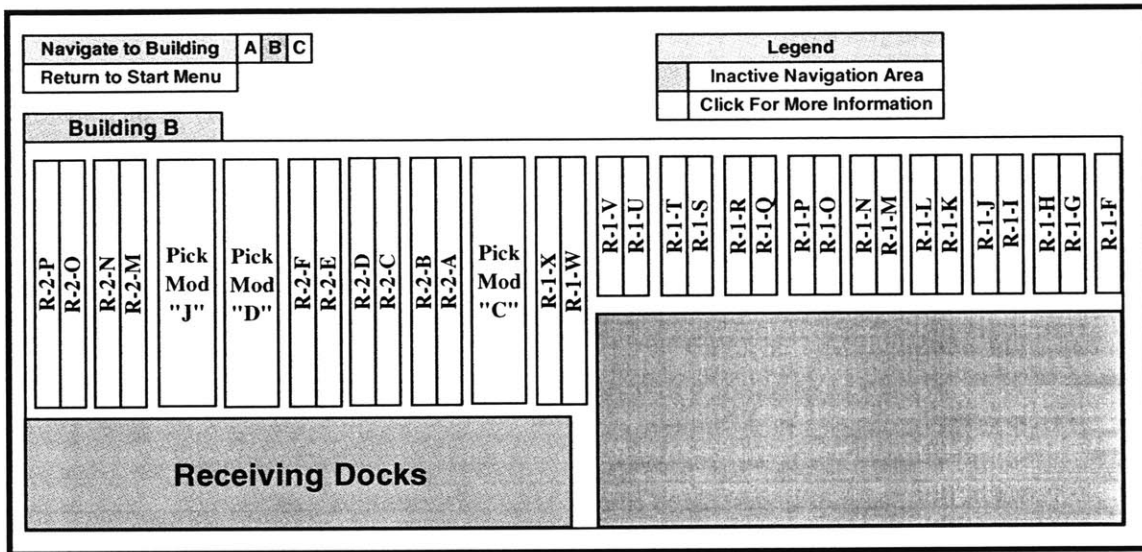 Navigate to Building A B C
Return to Start Menu
Legend
Inactive Navigation Area
Click For More Information
Building B
R-2-P
R-2-O
R-2-N
R-2-M
Pick
Mod
"J"
Pick
Mod
"D"
R-2-F
R-2-E
R-2-D
R-2-C
R-2-B
R-2-A
Pick
Mod
"C"
R-1-X
R-1-W
R-1-V
R-1-U
R-1-T
R-1-S
R-1-R
R-1-Q
R-1-P
R-1-O
R-1-N
R-1-M
R-1-L
R-1-K
R-1-J
R-1-I
R-1-H
R-1-G
R-1-F
Receiving Docks